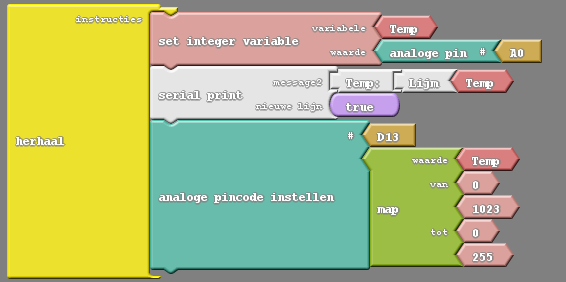 instructies
set integer variable
variabele
Temp
waarde
analoge pin # A0
serial print
message2
Temp:
Lijm
Temp
nieuwe lijn
true
herhaal
analoge pincode instellen
#
D13
map
waarde
Temp
van
0
1023
tot
0
255